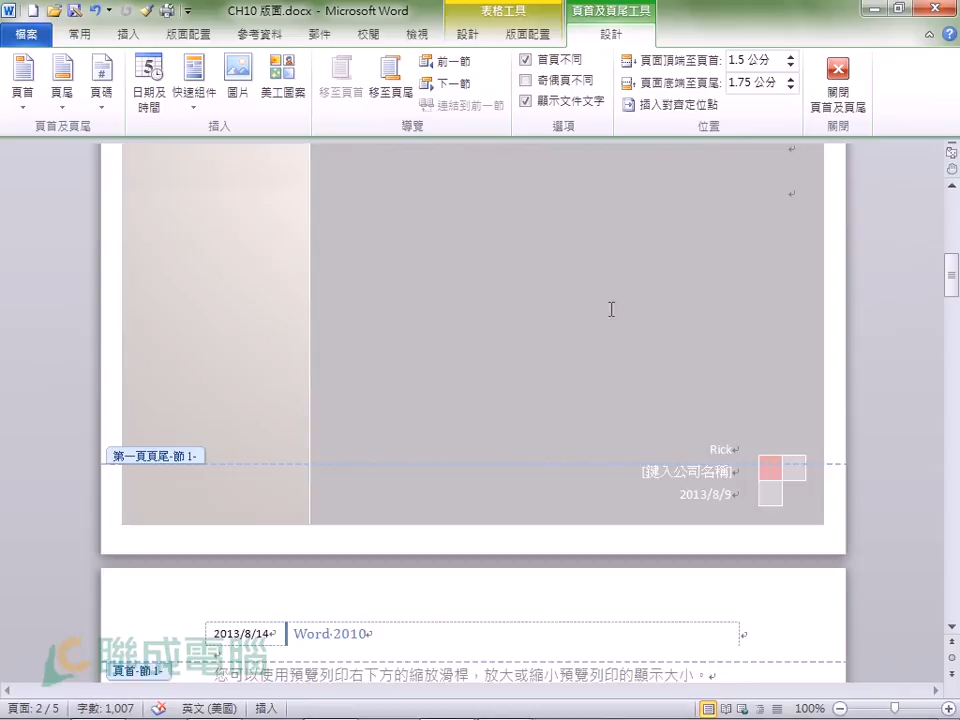 CH10 版面.docx - Microsoft Word
表格工具
頁首及頁尾工具
檔案 常用 插入 版面配置 參考資料 郵件 校閱 檢視 設計 版面配置 設計
頁首 頁尾 頁碼 日期及時間 快速組件 圖片 美工圖案 移至頁首 移至頁尾
前一節
下一節
連結到前一節
首頁不同
奇偶頁不同
顯示文件文字
頁面頂端至頁首: 1.5 公分
頁面底端至頁尾: 1.75 公分
插入對齊定位點
關閉
頁首及頁尾
頁首及頁尾 插入 導覽 選項 位置 關閉
Rick
第一頁頁尾-節 1-
[鍵入公司名稱]
2013/8/9
2013/8/14 Word 2010
聯成電腦
頁首-節 1-
您可以使用預覽列印右下方的縮放滑桿，放大或縮小預覽列印的顯示大小。
頁面: 2 / 5 字數: 1,007 英文 (美國) 插入 100%